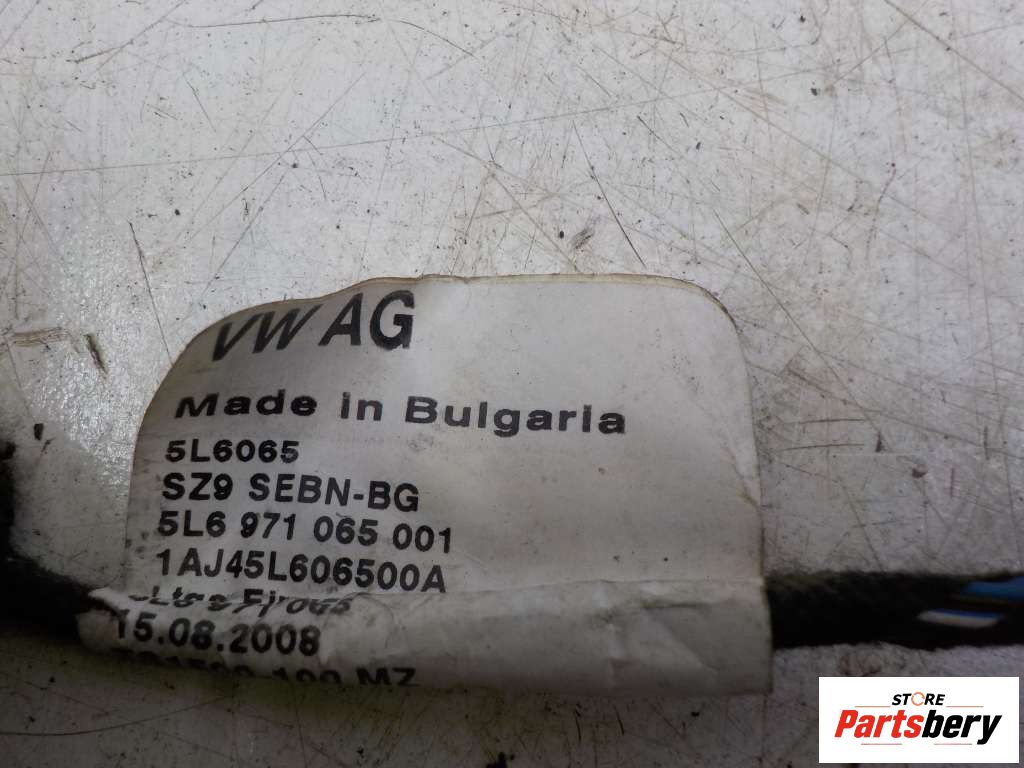 VW AG
Made in Bulgaria
5L6065
SZ9 SEBN-BG
5L6 971 065 001
1AJ45L606500A
15.08.2008
MZ
STORE
Partsbery